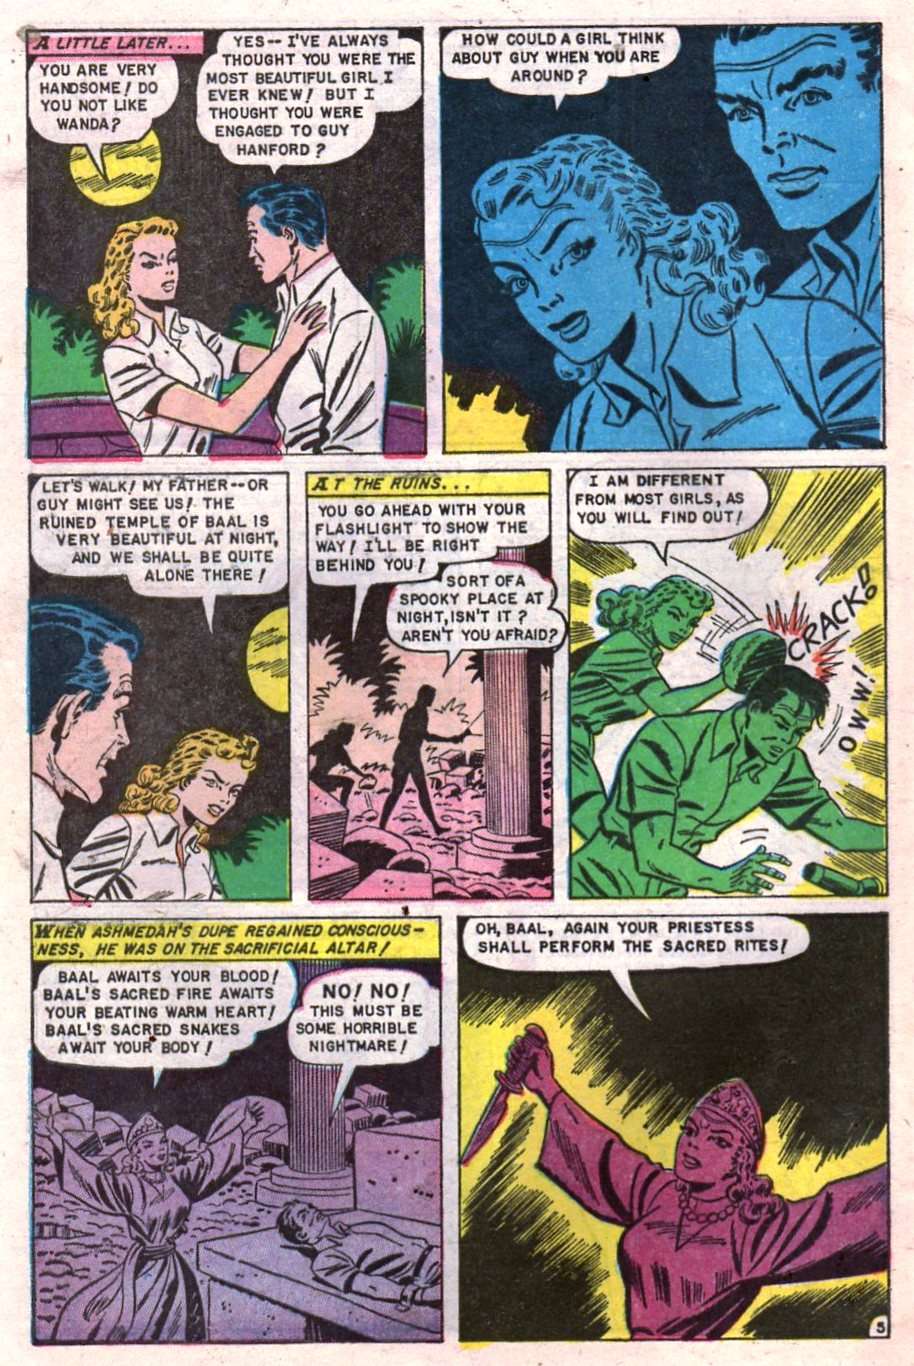 A LITTLE LATER...
YOU ARE VERY
HANDSOME! DO
YOU NOT LIKE
WANDA?
YES-- I'VE ALWAYS
THOUGHT YOU WERE THE
MOST BEAUTIFUL GIRL I
EVER KNEW! BUT I
THOUGHT YOU WERE
ENGAGED TO GUY
HANFORD?
HOW COULD A GIRL THINK
ABOUT GUY WHEN YOU ARE
AROUND?
LET'S WALK! MY FATHER--OR
GUY MIGHT SEE US! THE
RUINED TEMPLE OF BAAL IS
VERY BEAUTIFUL AT NIGHT,
AND WE SHALL BE QUITE
ALONE THERE!
AT THE RUINS...
YOU GO AHEAD WITH YOUR
FLASHLIGHT TO SHOW THE
WAY! I'LL BE RIGHT
BEHIND YOU!
SORT OF A
SPOOKY PLACE AT
NIGHT, ISN'T IT?
AREN'T YOU AFRAID?
I AM DIFFERENT
FROM MOST GIRLS, AS
YOU WILL FIND OUT!
CRACK!
OWW!
WHEN ASHMEDAH'S DUPE REGAINED CONSCIOUS-
NESS, HE WAS ON THE SACRIFICIAL ALTAR!
BAAL AWAITS YOUR BLOOD!
BAAL'S SACRED FIRE AWAITS
YOUR BEATING WARM HEART!
BAAL'S SACRED SNAKES
AWAIT YOUR BODY!
NO! NO!
THIS MUST BE
SOME HORRIBLE
NIGHTMARE!
OH, BAAL, AGAIN YOUR PRIESTESS
SHALL PERFORM THE SACRED RITES!
5